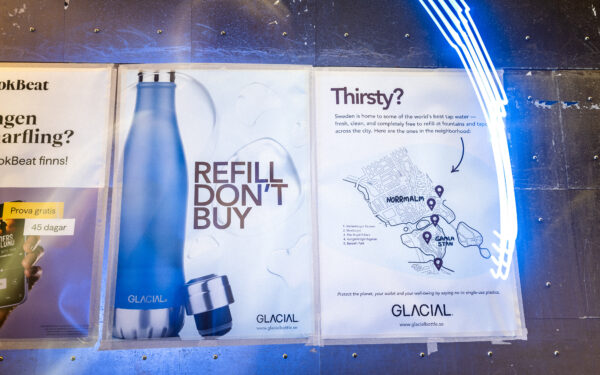 okBeat
ngen
arfling?
okBeat finns!
Prova gratis
45 dagar
REFILL
DON'T
BUY
GLACIAL
GLACIAL
www.glacialbottle.se
Thirsty?
Sweden is home to some of the world's best tap water —
fresh, clean, and completely free to refill at fountains and taps
across the city. Here are the ones in the neighborhood:
NORRMALM
GAMLA
STAN
Protect the planet, your wallet and your well-being by saying no to single-use plastics.
GLACIAL
www.glacialbottle.se